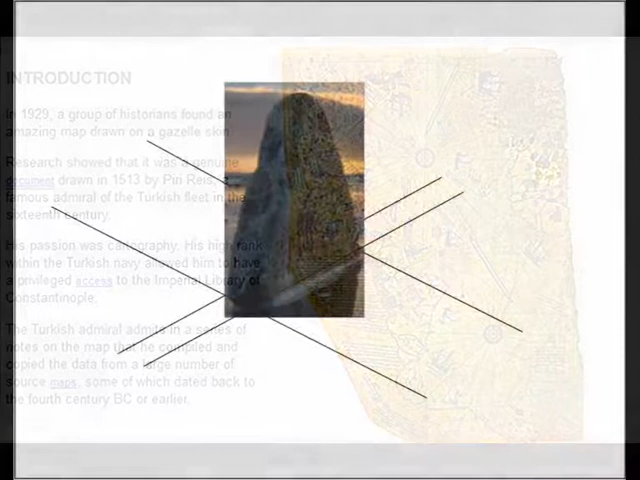 INTRODUCTION
In 1929, a group of historians found an
amazing map drawn on a gazelle skin
Research showed that it was a genuine
document drawn in 1513 by Piri Reis, a
famous admiral of the Turkish fleet in the
sixteenth century.
His passion was cartography. His high rank
within the Turkish navy allowed him to have
a privileged access to the Imperial Library of
Constantinople.
The Turkish admiral admits in a series of
notes on the map that he compiled and
copied the data from a large number of
source maps, some of which dated back to
the fourth century BC or earlier.